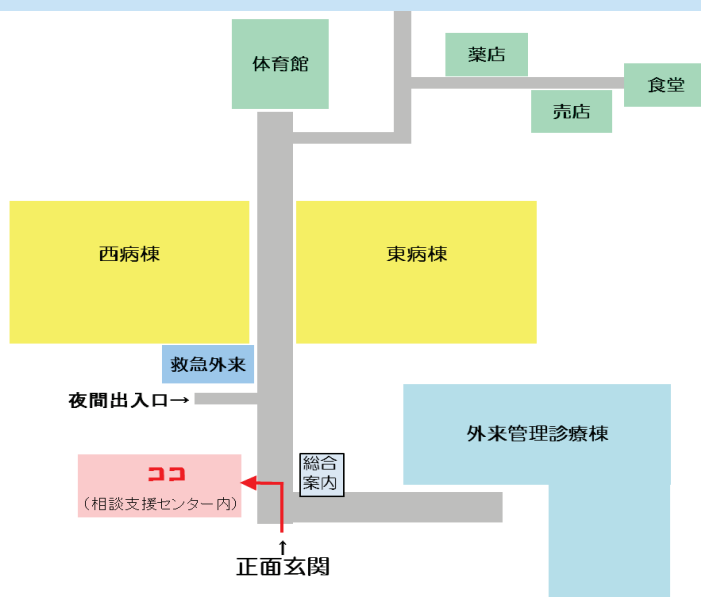 体育館
薬店
食堂
売店
西病棟
東病棟
救急外来
夜間出入口→
外来管理診療棟
総合
案内
ココ
（相談支援センター内）
↑
正面玄関